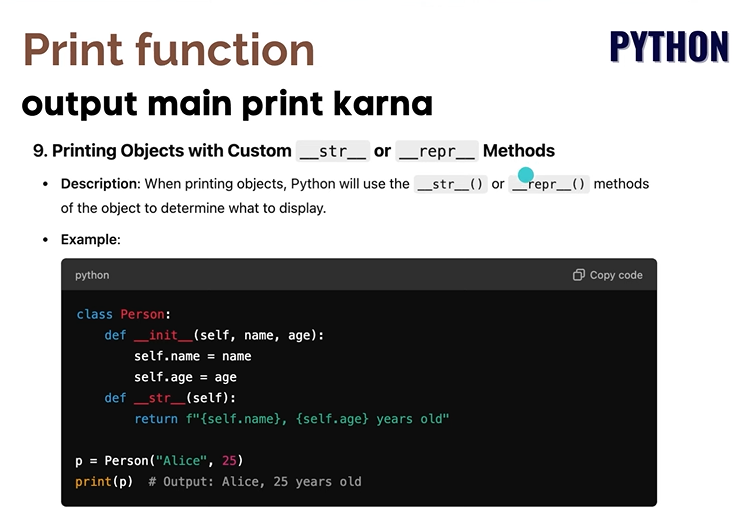 Print function
PYTHON
output main print karna
9. Printing Objects with Custom __str__ or __repr__ Methods
• Description: When printing objects, Python will use the __str__() or __repr__() methods
of the object to determine what to display.
• Example:
python
Copy code
class Person:
    def __init__(self, name, age):
        self.name = name
        self.age = age
    def __str__(self):
        return f"{self.name}, {self.age} years old"
p = Person("Alice", 25)
print(p)  # Output: Alice, 25 years old